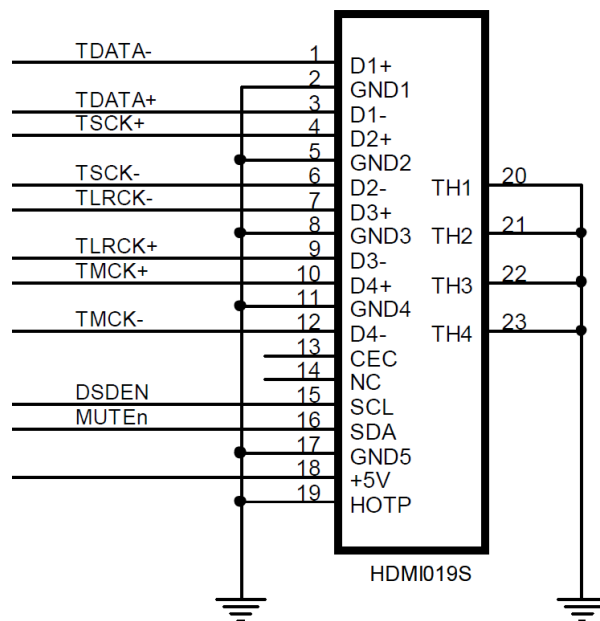 TDATA-
1
D1+
2
GND1
TDATA+
3
D1-
TSCK+
4
D2+
5
GND2
TSCK-
6
D2-
TH1
20
TLRCK-
7
D3+
8
GND3
TH2
21
TLRCK+
9
D3-
TMCK+
10
D4+
TH3
22
11
GND4
TMCK-
12
D4-
TH4
23
13
CEC
14
NC
DSDEN
15
SCL
MUTEn
16
SDA
17
GND5
18
+5V
19
HOTP
HDMI019S